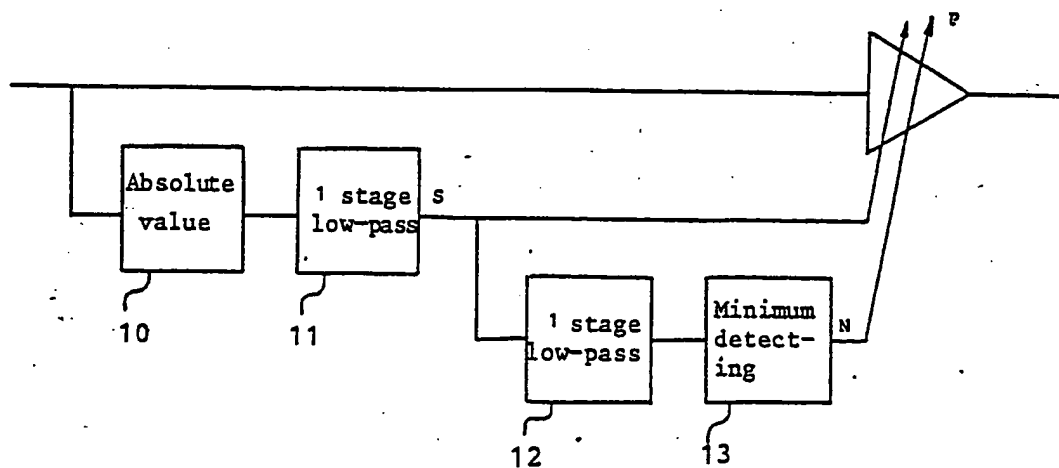 P
Absolute
value
1 stage
low-pass
S
10
11
1 stage
low-pass
Minimum
detect-
ing
N
12
13